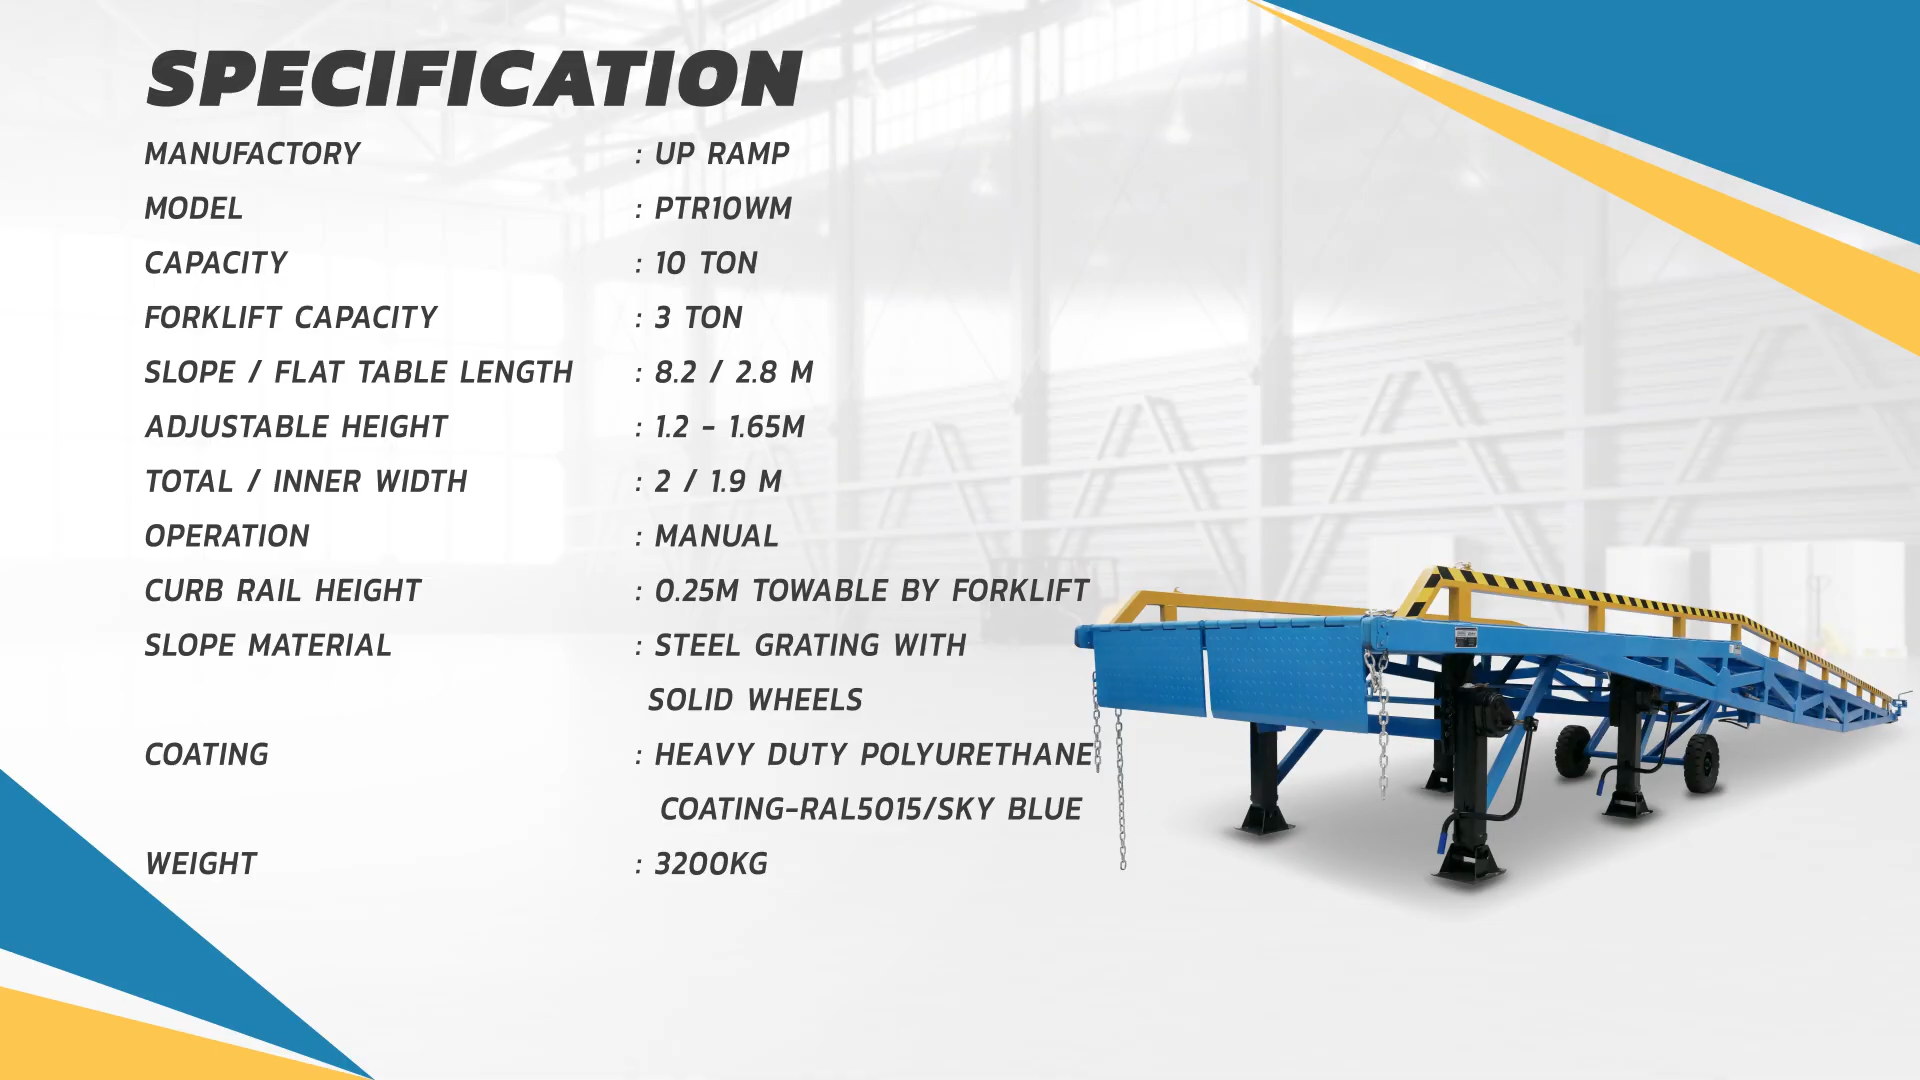 SPECIFICATION
MANUFACTORY : UP RAMP
MODEL : PTR10WM
CAPACITY : 10 TON
FORKLIFT CAPACITY : 3 TON
SLOPE / FLAT TABLE LENGTH : 8.2 / 2.8 M
ADJUSTABLE HEIGHT : 1.2 - 1.65M
TOTAL / INNER WIDTH : 2 / 1.9 M
OPERATION : MANUAL
CURB RAIL HEIGHT : 0.25M TOWABLE BY FORKLIFT
SLOPE MATERIAL : STEEL GRATING WITH
SOLID WHEELS
COATING : HEAVY DUTY POLYURETHANE
COATING-RAL5015/SKY BLUE
WEIGHT : 3200KG